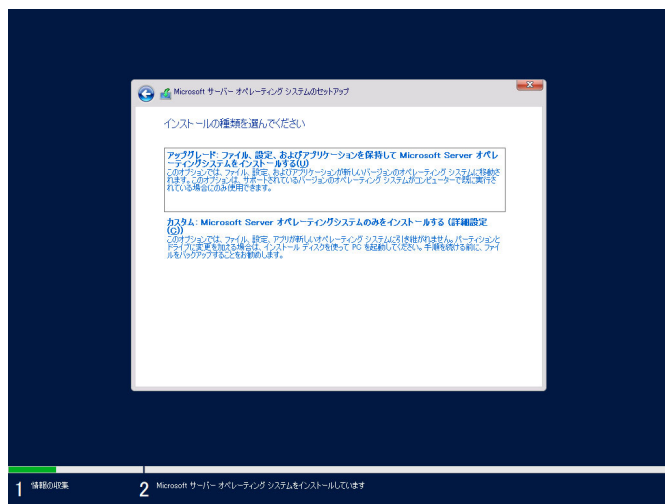 Microsoft サーバー オペレーティング システムのセットアップ
インストールの種類を選んでください
アップグレード: ファイル、設定、およびアプリケーションを保持して Microsoft Server オペレ
ーティングシステムをインストールする(U)
このオプションでは、ファイル、設定、およびアプリケーションが新しいバージョンのオペレーティング システムに移動さ
れます。このオプションは、サポートされているバージョンのオペレーティング システムがコンピューターで既に実行さ
れている場合にのみ使用できます。
カスタム: Microsoft Server オペレーティングシステムのみをインストールする (詳細設定
(C))
このオプションでは、ファイル、設定、アプリが新しいオペレーティング システムに引き継がれません。パーティションと
ドライブに変更を加える場合は、インストール ディスクを使って PC を起動してください。手順を続ける前に、ファイ
ルをバックアップすることをお勧めします。
1 情報の収集
2 Microsoft サーバー オペレーティング システムをインストールしています